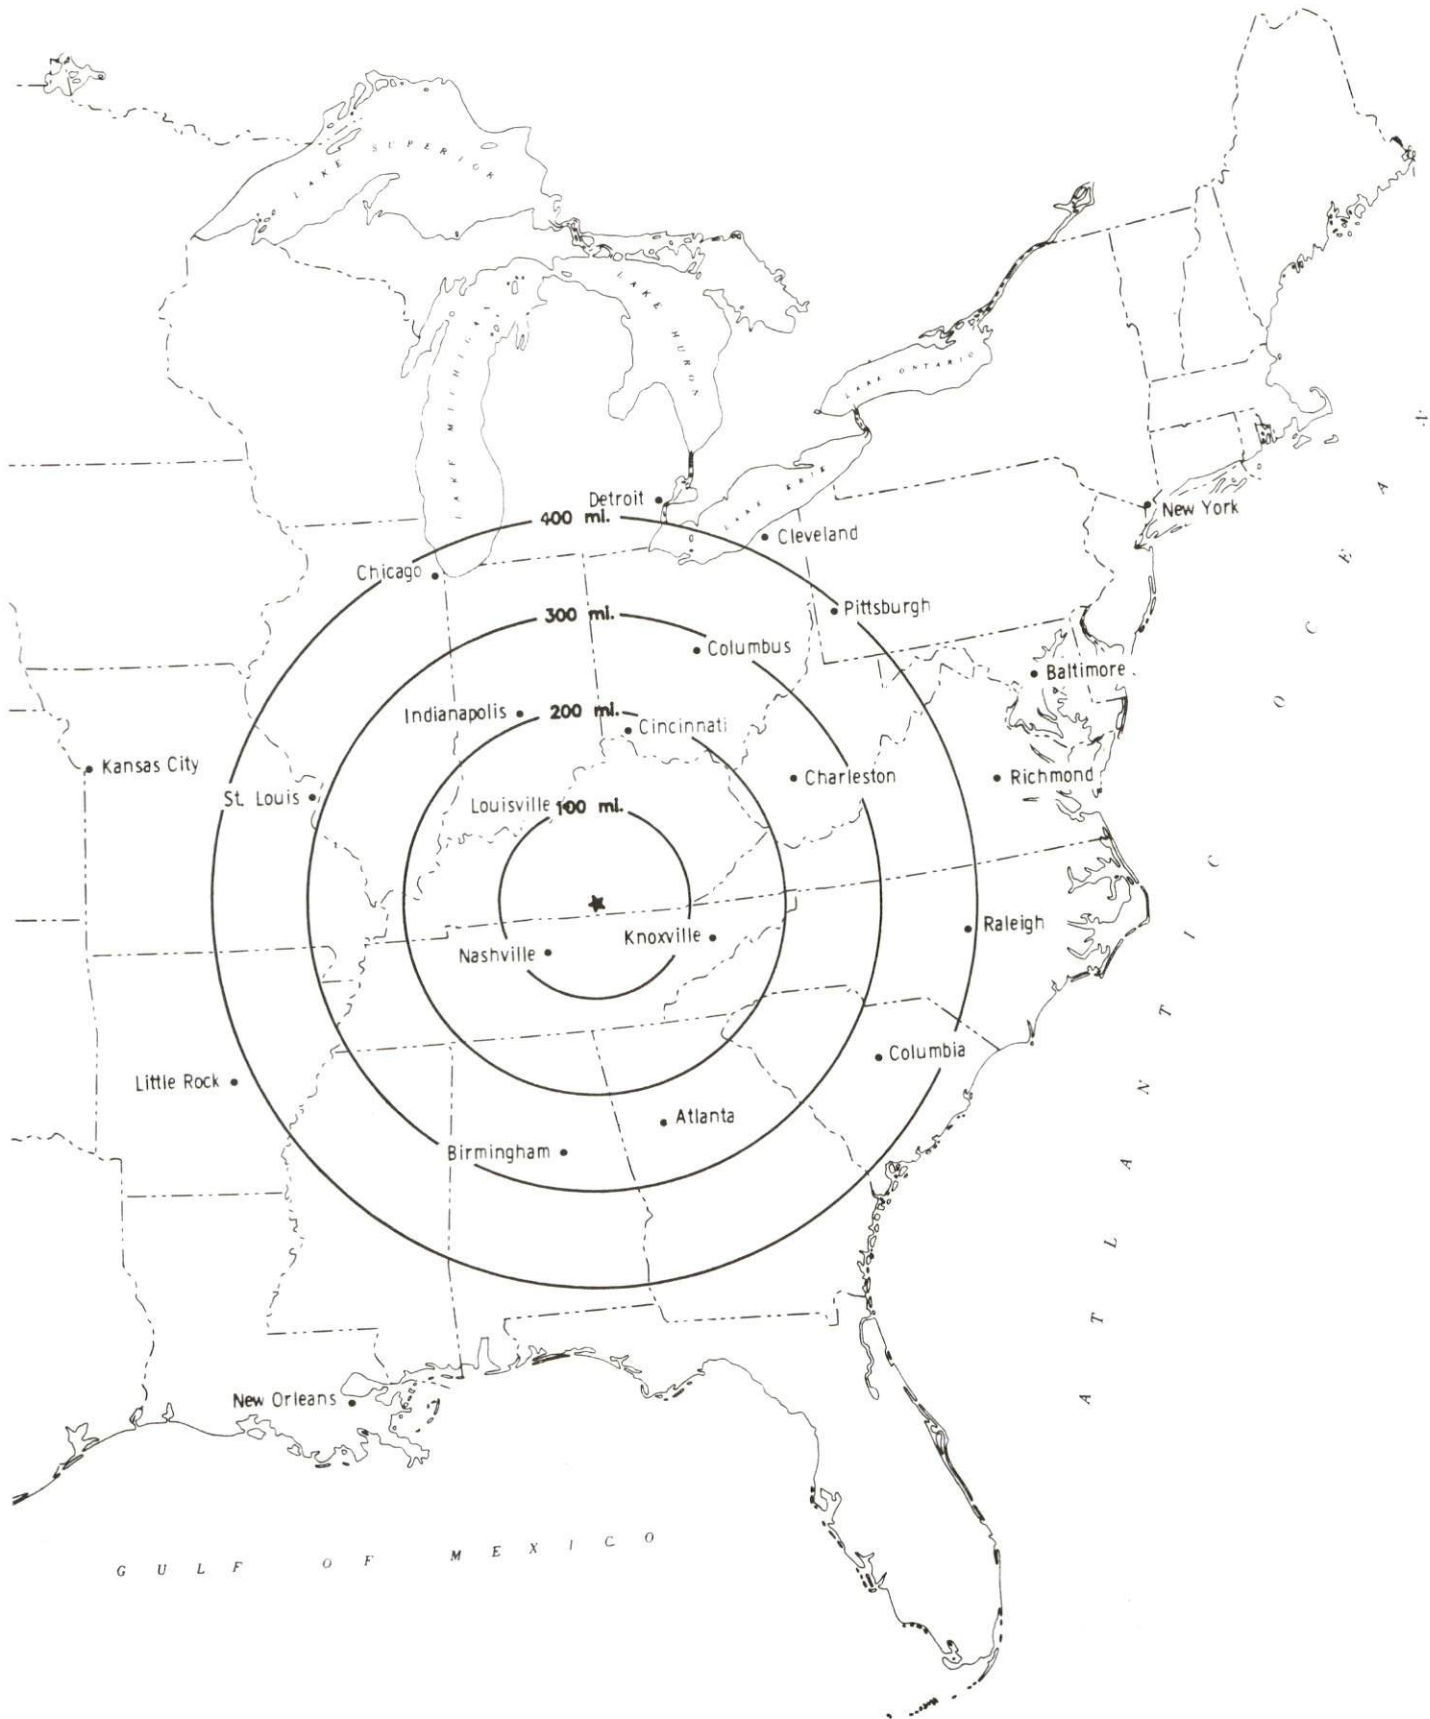 LAKE SUPERIOR
LAKE MICHIGAN
LAKE HURON
LAKE ONTARIO
LAKE ERIE
Detroit
400 mi.
New York
Cleveland
Chicago
Pittsburgh
300 mi.
Columbus
Baltimore
Indianapolis
200 mi.
Cincinnati
Kansas City
Charleston
Richmond
St. Louis
Louisville
100 mi.
Raleigh
Knoxville
Nashville
Columbia
Little Rock
Atlanta
Birmingham
New Orleans
ATLANTIC OCEAN
GULF OF MEXICO